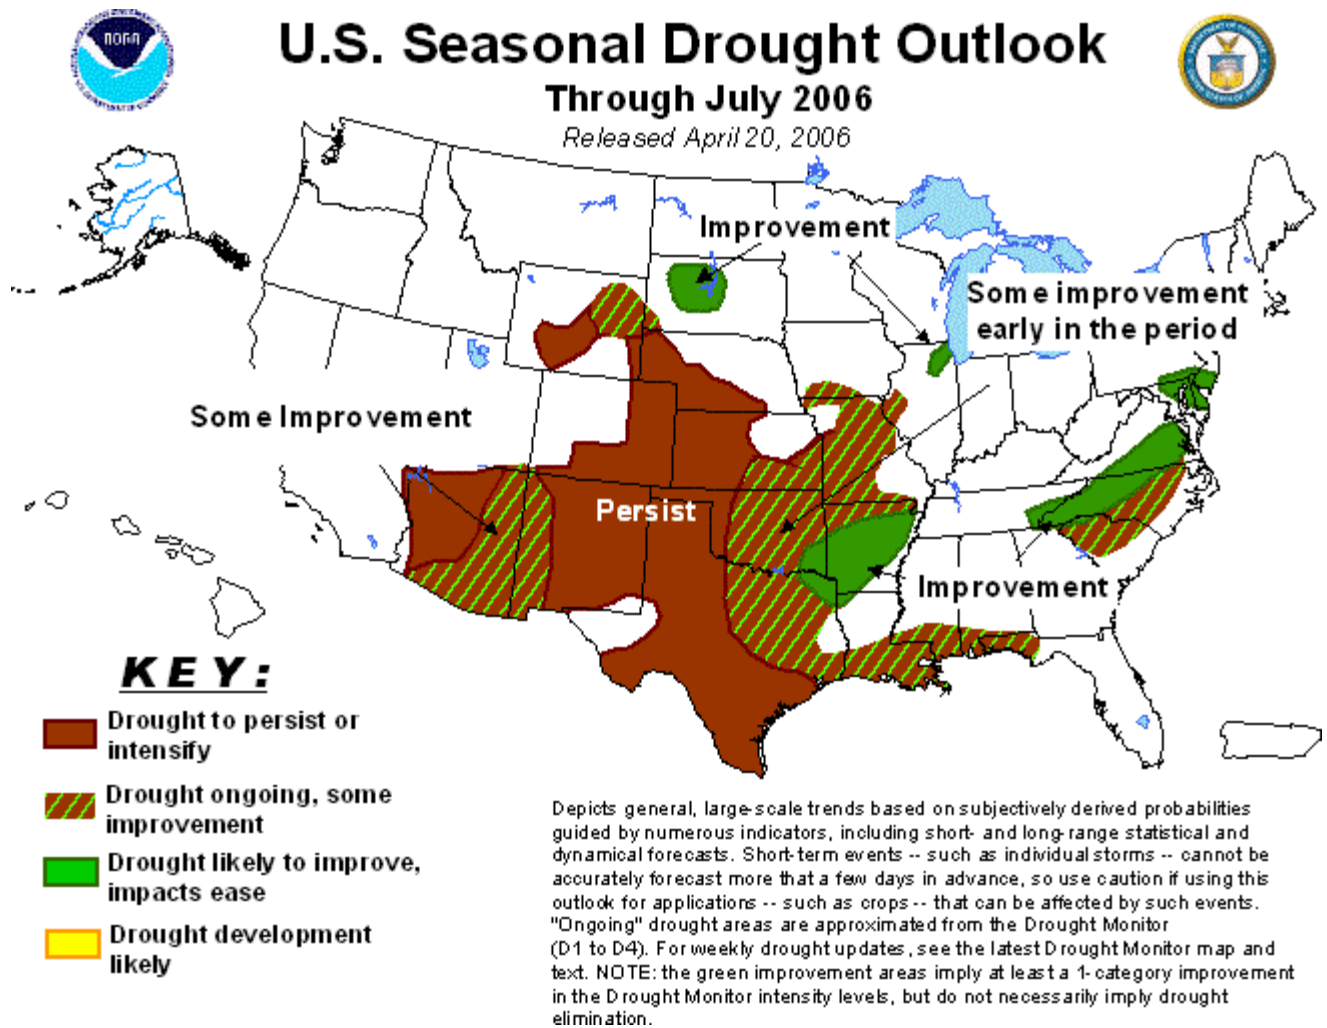 NOAA
U.S. Seasonal Drought Outlook
Through July 2006
Released April 20, 2006
Improvement
Some improvement
early in the period
Some Improvement
Persist
Improvement
KEY:
Drought to persist or
intensify
Drought ongoing, some
improvement
Drought likely to improve,
impacts ease
Drought development
likely
Depicts general, large-scale trends based on subjectively derived probabilities
guided by numerous indicators, including short- and long-range statistical and
dynamical forecasts. Short-term events -- such as individual storms -- cannot be
accurately forecast more that a few days in advance, so use caution if using this
outlook for applications -- such as crops -- that can be affected by such events.
"Ongoing" drought areas are approximated from the Drought Monitor
(D1 to D4). For weekly drought updates, see the latest Drought Monitor map and
text. NOTE: the green improvement areas imply at least a 1-category improvement
in the Drought Monitor intensity levels, but do not necessarily imply drought
elimination.